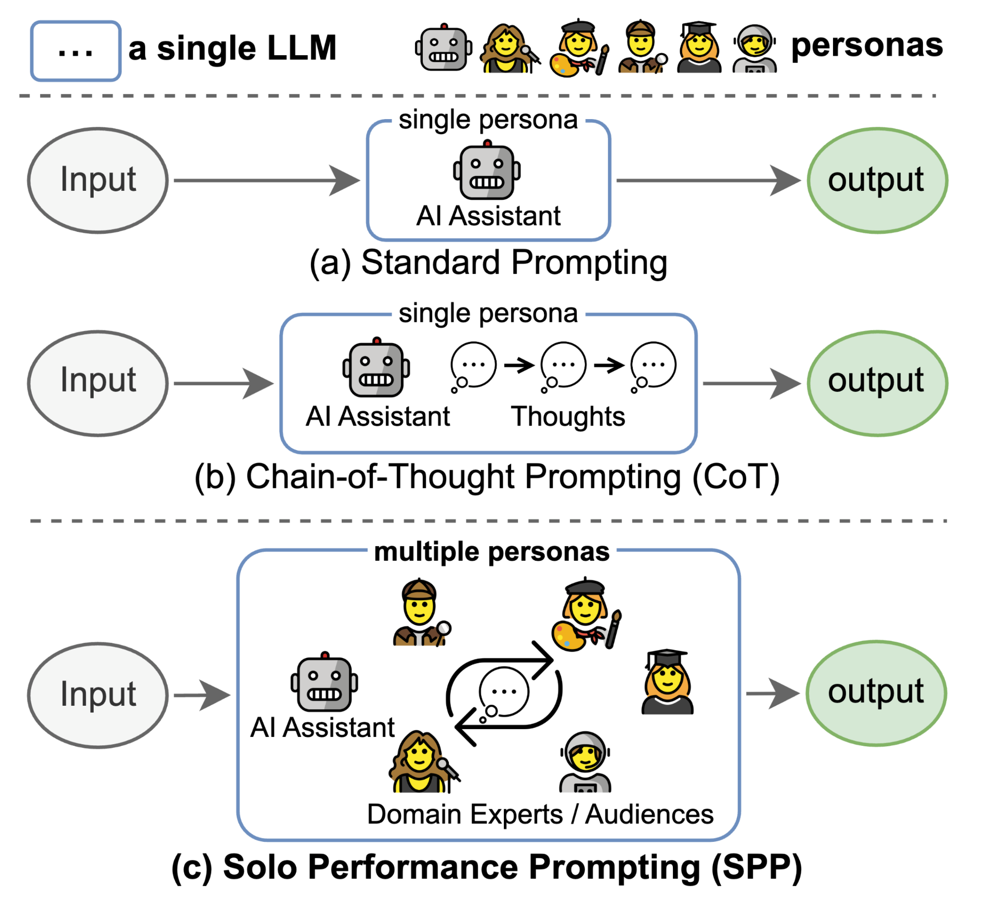 ... a single LLM
personas
single persona
Input
AI Assistant
output
(a) Standard Prompting
single persona
Input
... ... ...
AI Assistant
Thoughts
output
(b) Chain-of-Thought Prompting (CoT)
multiple personas
Input
...
AI Assistant
output
Domain Experts / Audiences
(c) Solo Performance Prompting (SPP)